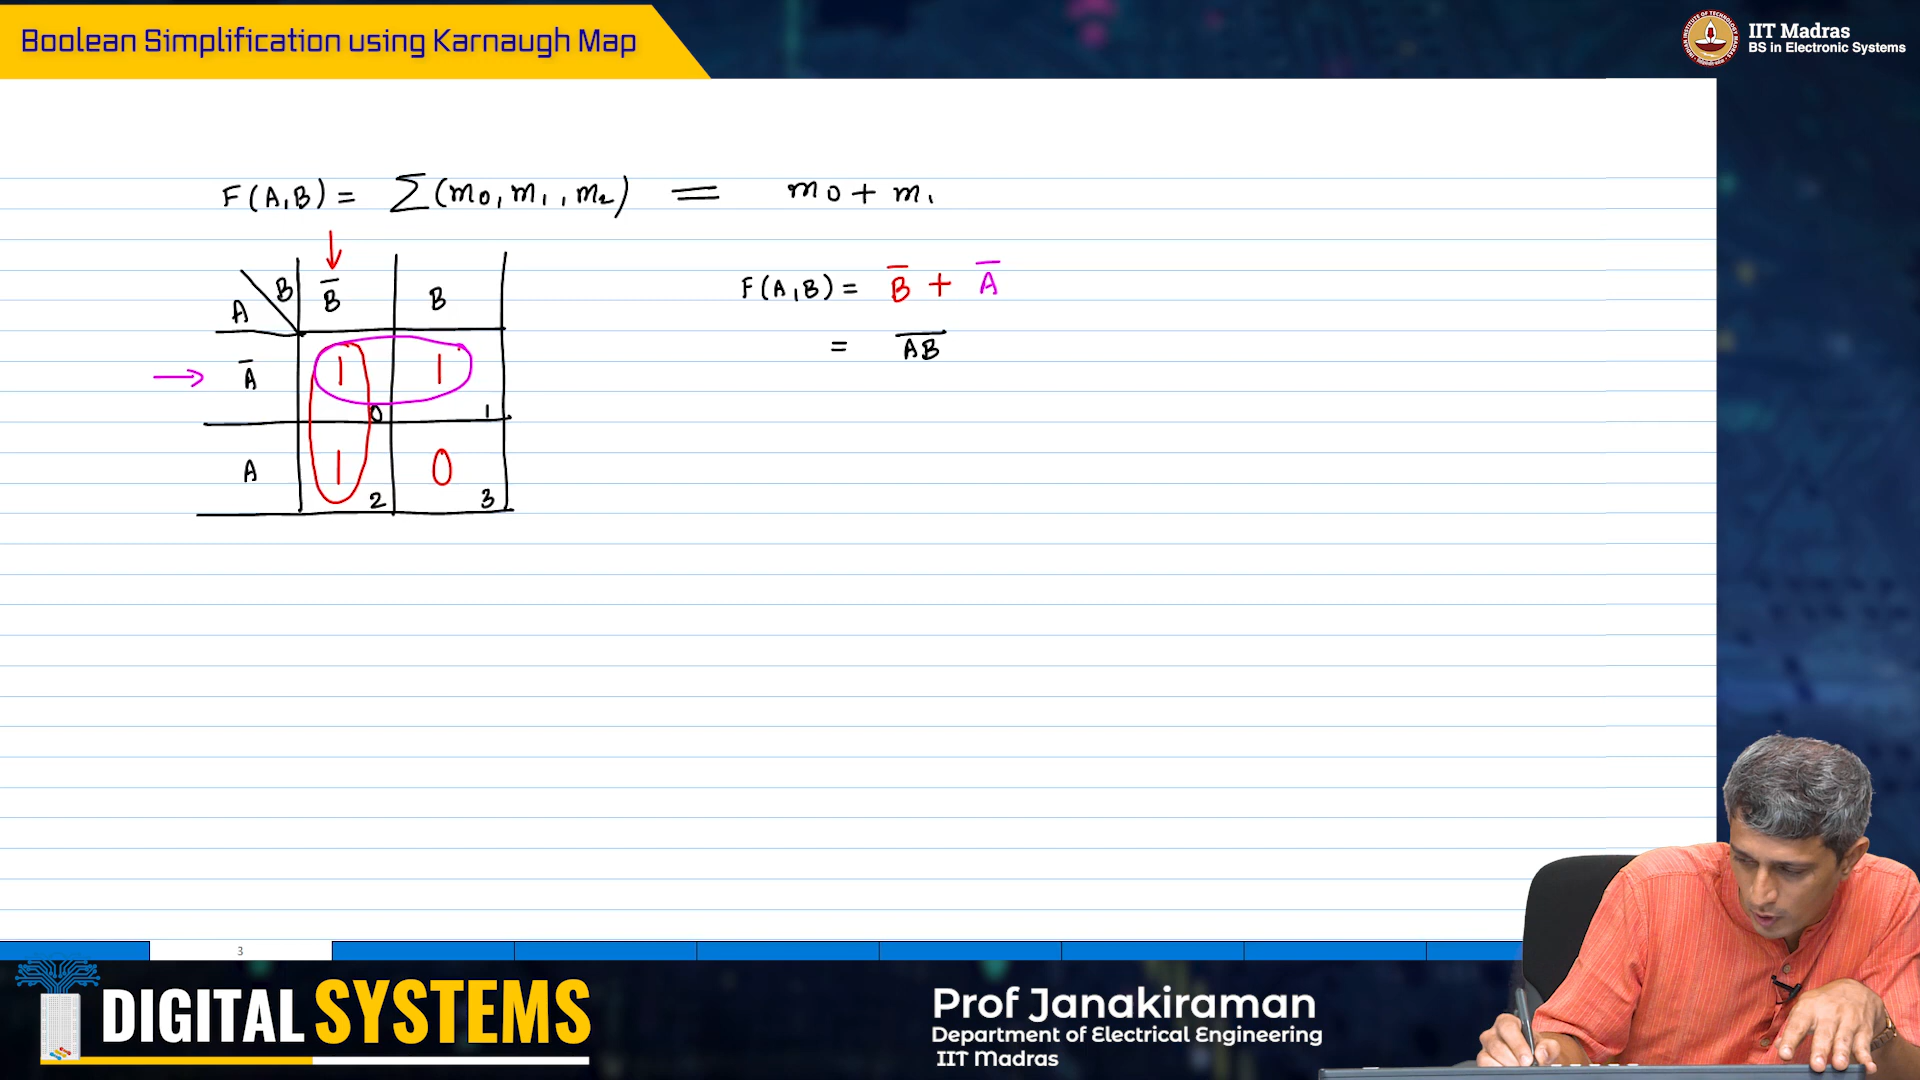 Boolean Simplification using Karnaugh Map
IIT Madras
BS in Electronic Systems
F(A,B) = Σ(m0, m1, m2) = m0 + m1
A B B̅ B
F(A,B) = B̅ + A̅
= A̅B̅
A̅ 1 0 1 1
A 1 2 0 3
3
DIGITAL SYSTEMS
Prof Janakiraman
Department of Electrical Engineering
IIT Madras